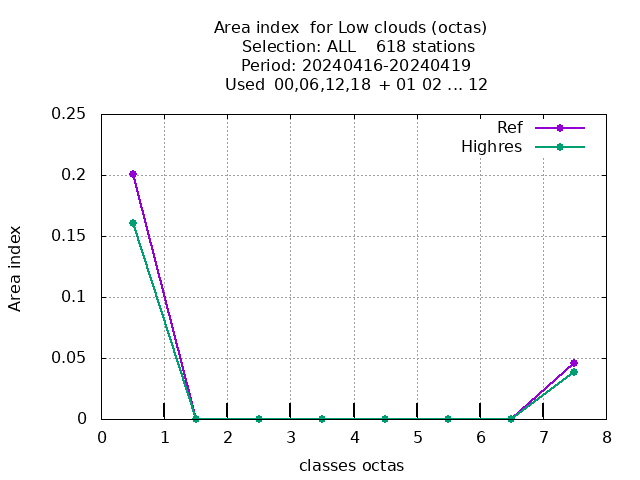 Area index  for Low clouds (octas)
Selection: ALL    618 stations
Period: 20240416-20240419
Used  00,06,12,18  + 01 02 ... 12
0.25
Ref
Highres
0.2
0.15
Area index
0.1
0.05
0
0 1 2 3 4 5 6 7 8
classes octas